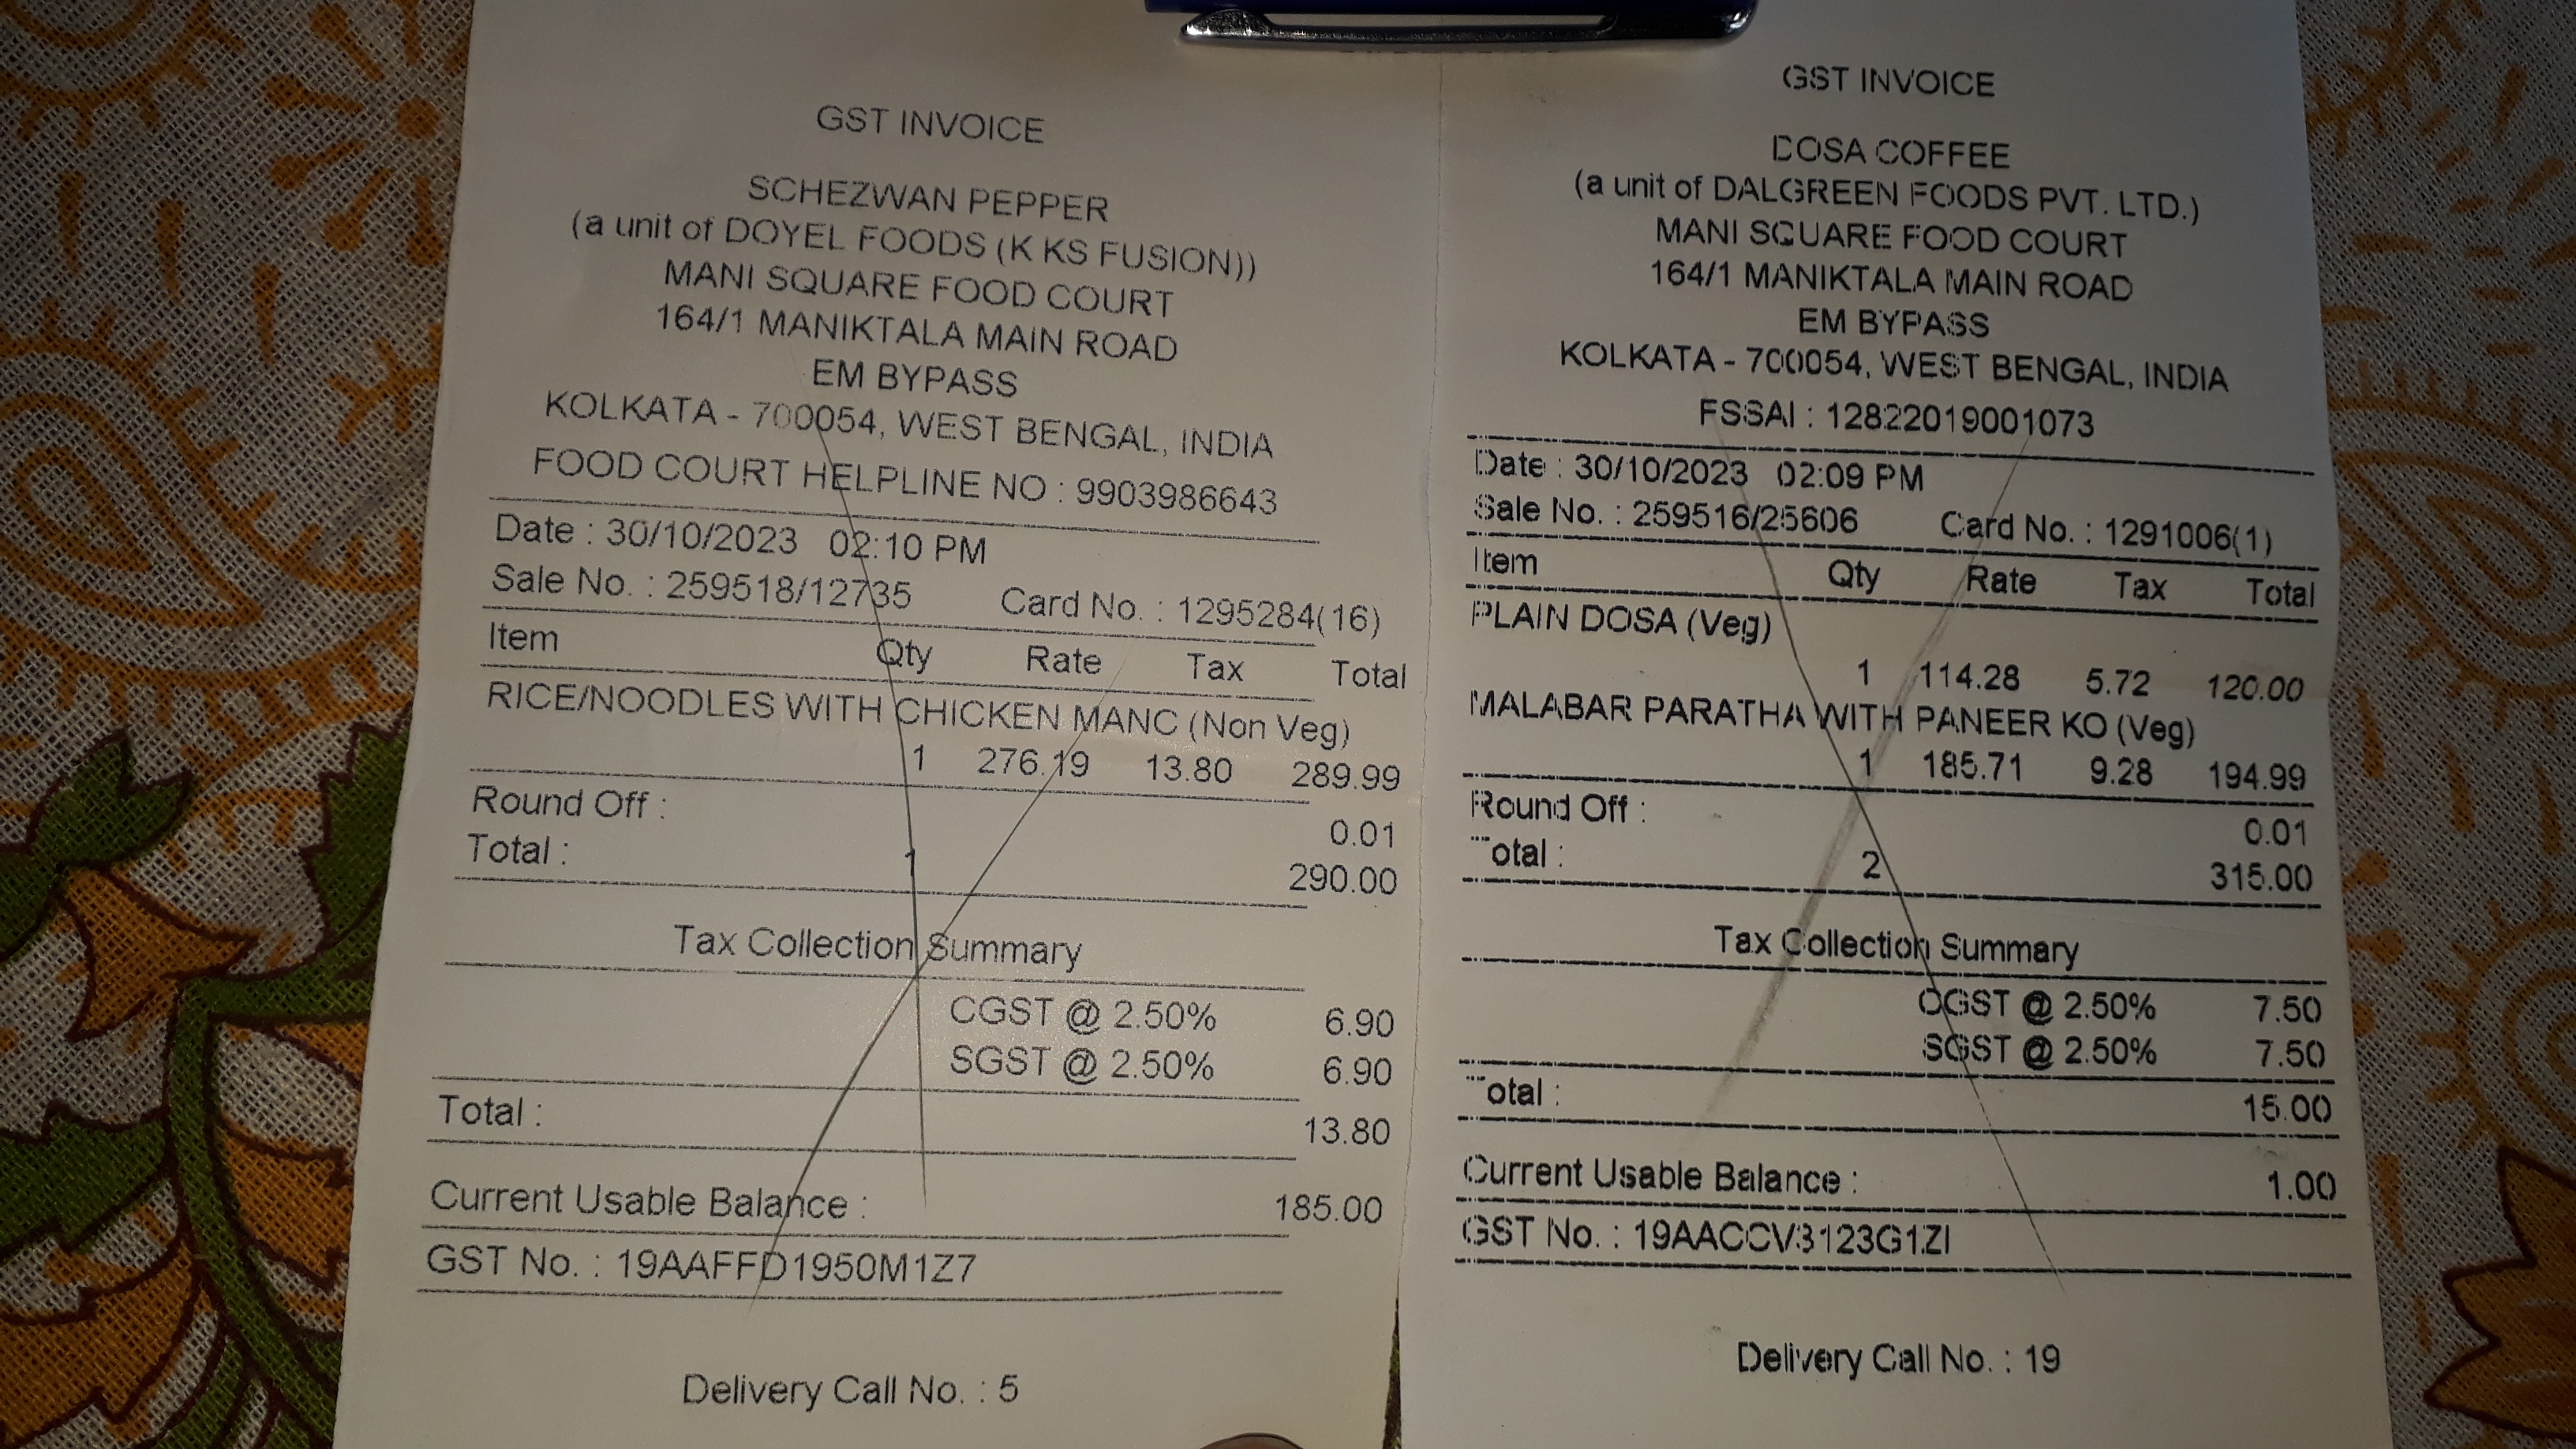 GST INVOICE
SCHEZWAN PEPPER
(a unit of DOYEL FOODS (K KS FUSION))
MANI SQUARE FOOD COURT
164/1 MANIKTALA MAIN ROAD
EM BYPASS
KOLKATA - 700054, WEST BENGAL, INDIA
FOOD COURT HELPLINE NO : 9903986643
Date : 30/10/2023 02:10 PM
Sale No. : 259518/12735 Card No. : 1295284(16)
Item Qty Rate Tax Total
RICE/NOODLES WITH CHICKEN MANC (Non Veg)
1 276.19 13.80 289.99
Round Off : 0.01
Total : 1 290.00
Tax Collection Summary
CGST @ 2.50% 6.90
SGST @ 2.50% 6.90
Total : 13.80
Current Usable Balance : 185.00
GST No. : 19AAFFD1950M1Z7
Delivery Call No. : 5
GST INVOICE
DOSA COFFEE
(a unit of DALGREEN FOODS PVT. LTD.)
MANI SQUARE FOOD COURT
164/1 MANIKTALA MAIN ROAD
EM BYPASS
KOLKATA - 700054, WEST BENGAL, INDIA
FSSAI : 12822019001073
Date : 30/10/2023 02:09 PM
Sale No. : 259516/25606 Card No. : 1291006(1)
Item Qty Rate Tax Total
PLAIN DOSA (Veg)
1 114.28 5.72 120.00
MALABAR PARATHA WITH PANEER KO (Veg)
1 185.71 9.28 194.99
Round Off : 0.01
Total : 2 315.00
Tax Collection Summary
CGST @ 2.50% 7.50
SGST @ 2.50% 7.50
Total : 15.00
Current Usable Balance : 1.00
GST No. : 19AACCV3123G1ZI
Delivery Call No. : 19